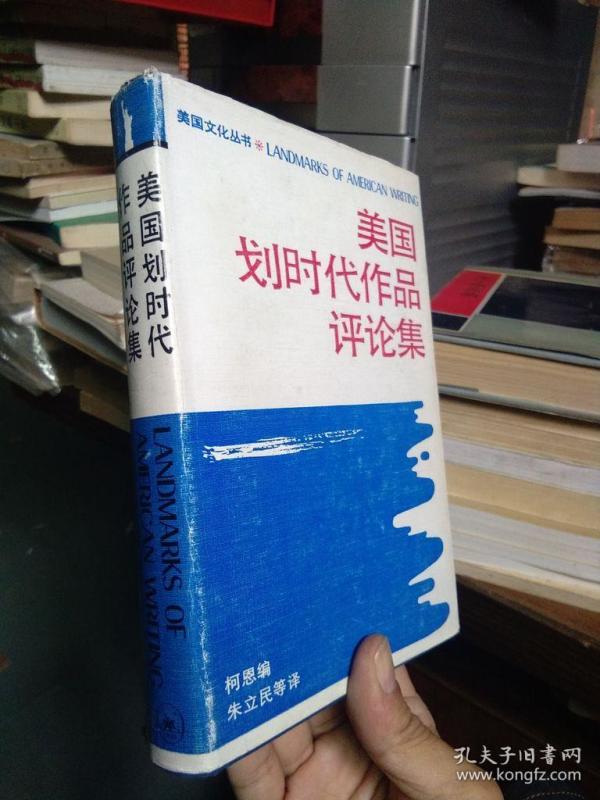 美国文化丛书 * LANDMARKS OF AMERICAN WRITING
美国
划时代作品
评论集
柯恩编
朱立民等译
美国划时代
作品评论集
LANDMARKS OF
AMERICAN WRITING
孔夫子旧书网
www.kongfz.com